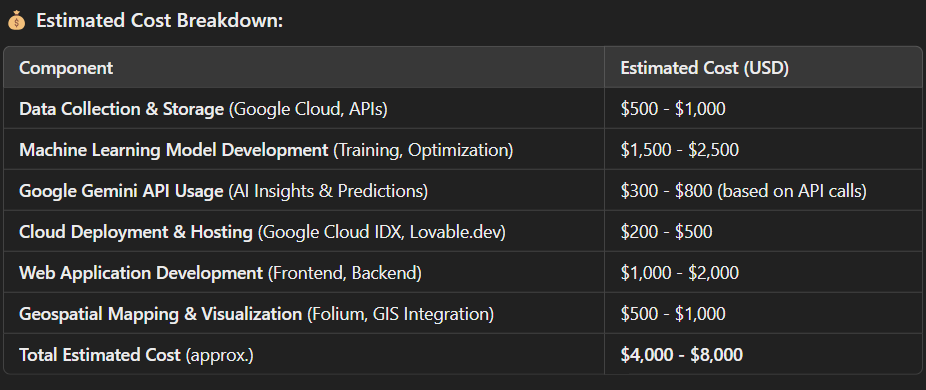 💰 Estimated Cost Breakdown:
Component Estimated Cost (USD)
Data Collection & Storage (Google Cloud, APIs) $500 - $1,000
Machine Learning Model Development (Training, Optimization) $1,500 - $2,500
Google Gemini API Usage (AI Insights & Predictions) $300 - $800 (based on API calls)
Cloud Deployment & Hosting (Google Cloud IDX, Lovable.dev) $200 - $500
Web Application Development (Frontend, Backend) $1,000 - $2,000
Geospatial Mapping & Visualization (Folium, GIS Integration) $500 - $1,000
Total Estimated Cost (approx.) $4,000 - $8,000